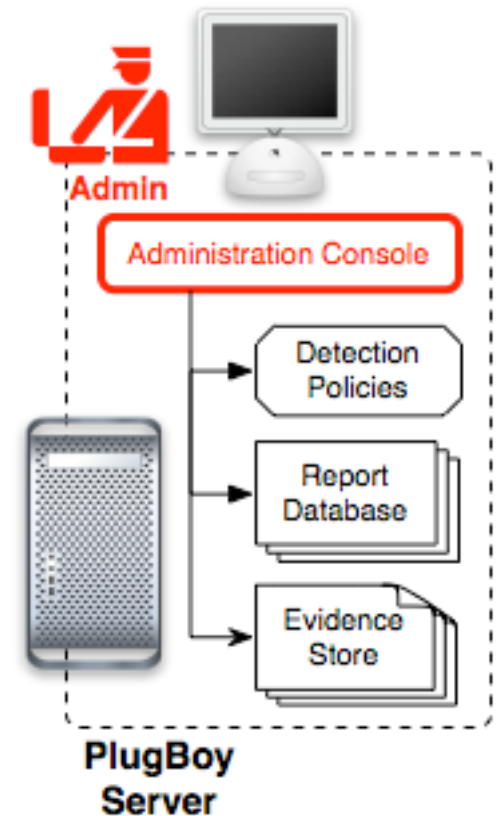 Admin
Administration Console
Detection
Policies
Report
Database
Evidence
Store
PlugBoy
Server